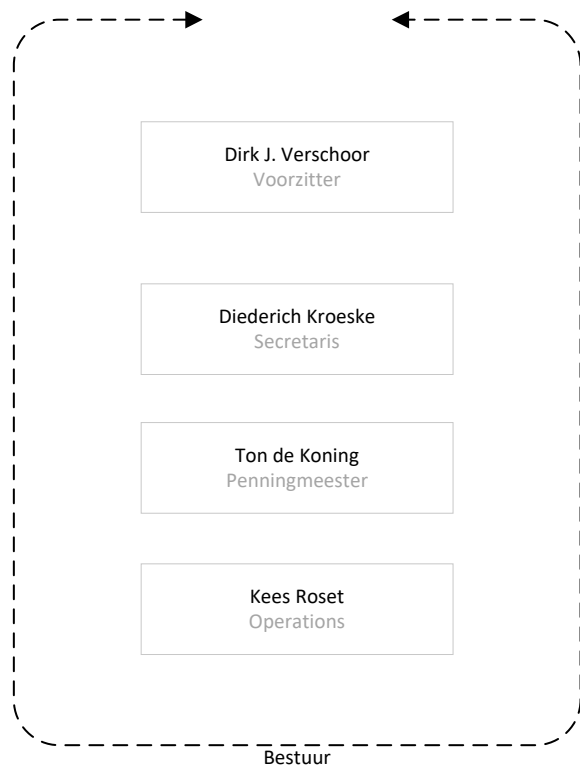 Dirk J. Verschoor
Voorzitter
Diederich Kroeske
Secretaris
Ton de Koning
Penningmeester
Kees Roset
Operations
Bestuur